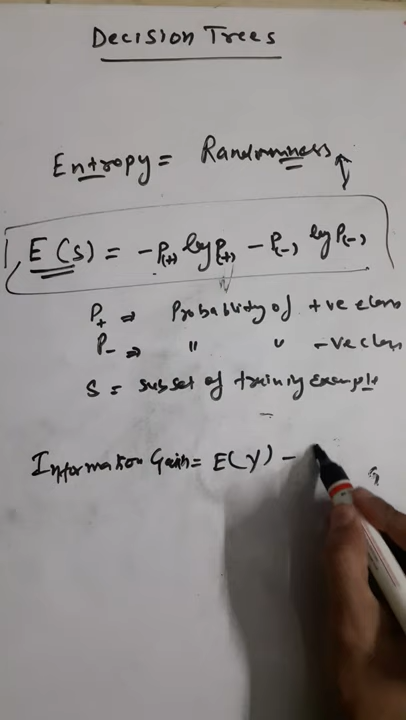 Decision Trees
Entropy = Randomness
E(S) = -P(+) log P(+) - P(-) log P(-)
P+ ⇒ Probability of +ve class
P- ⇒ " " -ve class
S = subset of training example
Information Gain = E(Y) -